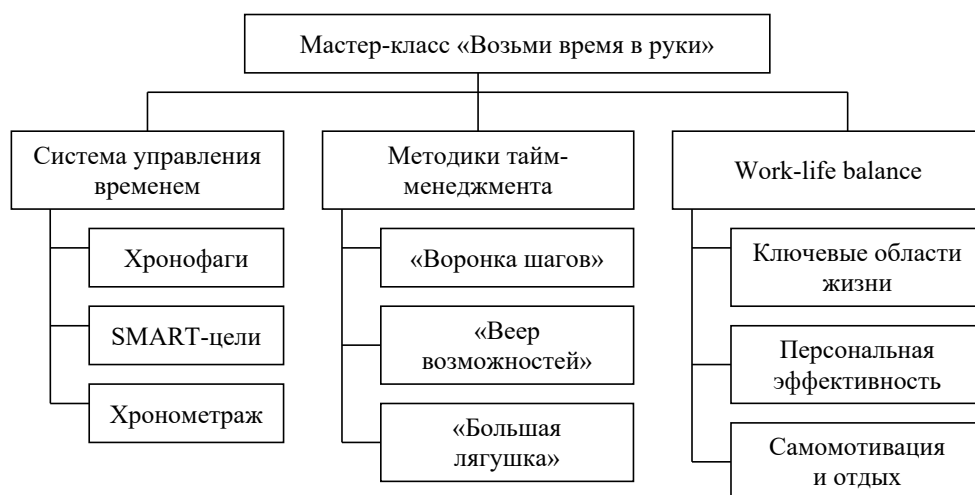 Мастер-класс «Возьми время в руки»
Система управления
временем
Хронофаги
SMART-цели
Хронометраж
Методики тайм-
менеджмента
«Воронка шагов»
«Веер
возможностей»
«Большая
лягушка»
Work-life balance
Ключевые области
жизни
Персональная
эффективность
Самомотивация
и отдых